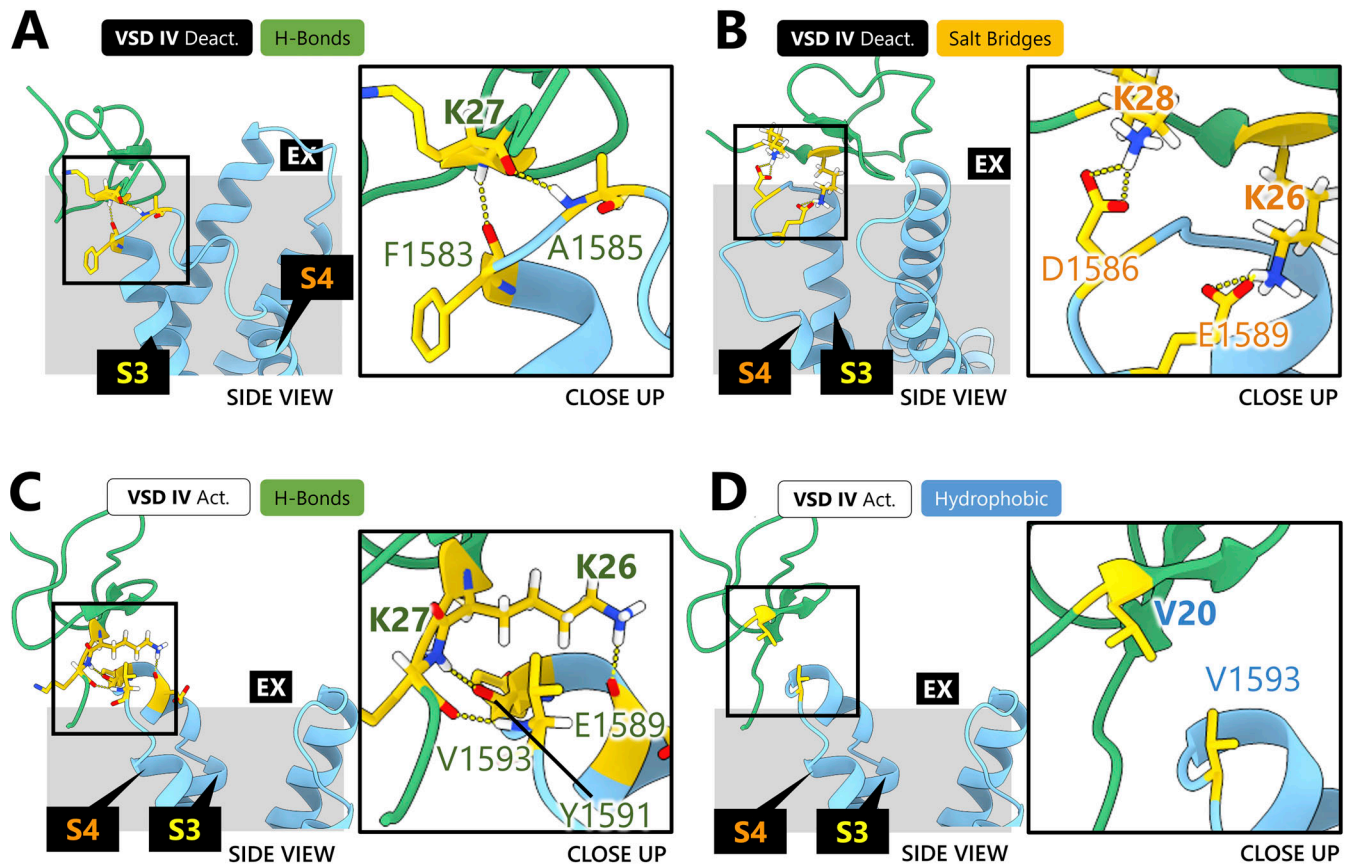 A
VSD IV Deact.
H-Bonds
EX
S4
S3
SIDE VIEW
K27
F1583
A1585
CLOSE UP
B
VSD IV Deact.
Salt Bridges
EX
S4
S3
SIDE VIEW
K28
K26
D1586
E1589
CLOSE UP
C
VSD IV Act.
H-Bonds
EX
S4
S3
SIDE VIEW
K26
K27
E1589
V1593
Y1591
CLOSE UP
D
VSD IV Act.
Hydrophobic
EX
S4
S3
SIDE VIEW
V20
V1593
CLOSE UP